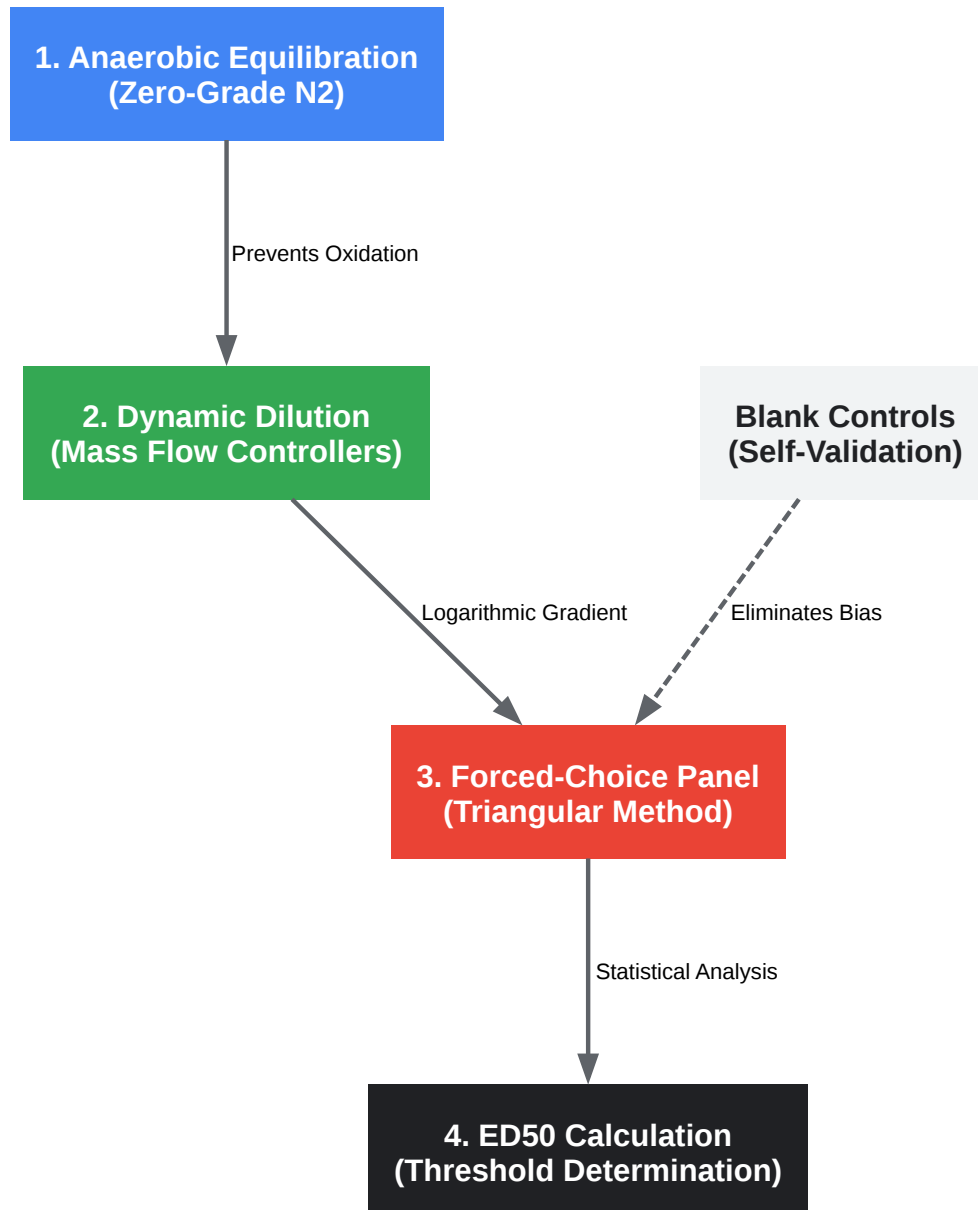 1. Anaerobic Equilibration
(Zero-Grade N2)
Prevents Oxidation
2. Dynamic Dilution
(Mass Flow Controllers)
Blank Controls
(Self-Validation)
Logarithmic Gradient
Eliminates Bias
3. Forced-Choice Panel
(Triangular Method)
Statistical Analysis
4. ED50 Calculation
(Threshold Determination)